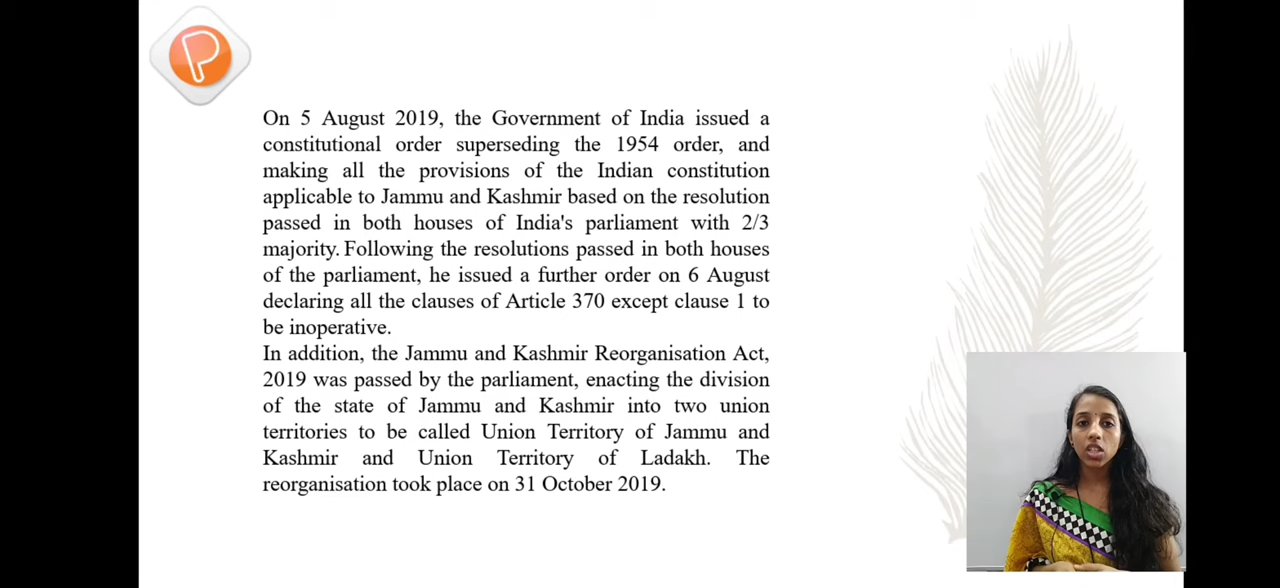 P
On 5 August 2019, the Government of India issued a
constitutional order superseding the 1954 order, and
making all the provisions of the Indian constitution
applicable to Jammu and Kashmir based on the resolution
passed in both houses of India's parliament with 2/3
majority. Following the resolutions passed in both houses
of the parliament, he issued a further order on 6 August
declaring all the clauses of Article 370 except clause 1 to
be inoperative.
In addition, the Jammu and Kashmir Reorganisation Act,
2019 was passed by the parliament, enacting the division
of the state of Jammu and Kashmir into two union
territories to be called Union Territory of Jammu and
Kashmir and Union Territory of Ladakh. The
reorganisation took place on 31 October 2019.